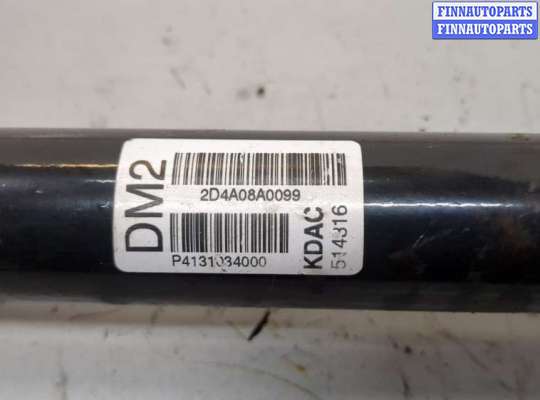 FINNAUTOPARTS
FINNAUTOPARTS
DM2
2D4A08A0099
P4131034000
KDAC
514316